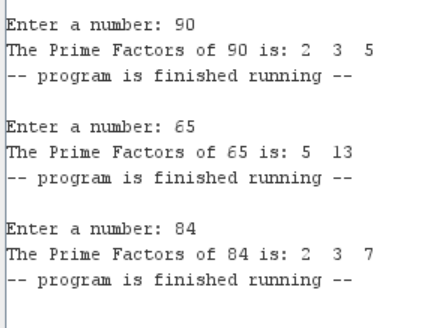 Enter a number: 90
The Prime Factors of 90 is: 2  3  5
-- program is finished running --
Enter a number: 65
The Prime Factors of 65 is: 5  13
-- program is finished running --
Enter a number: 84
The Prime Factors of 84 is: 2  3  7
-- program is finished running --